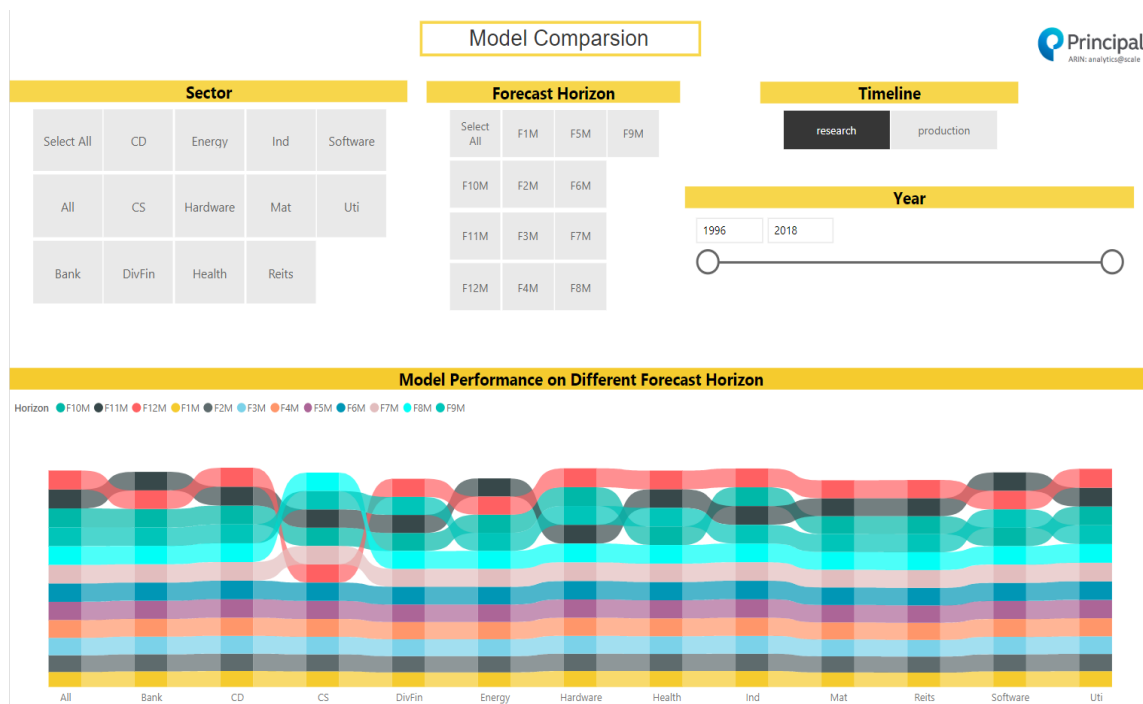 Model Comparsion
Principal
ARIN: analytics@scale
Sector
Forecast Horizon
Timeline
Select All CD Energy Ind Software
All CS Hardware Mat Uti
Bank DivFin Health Reits
Select All F1M F5M F9M
F10M F2M F6M
F11M F3M F7M
F12M F4M F8M
research production
Year
1996 2018
Model Performance on Different Forecast Horizon
Horizon F10M F11M F12M F1M F2M F3M F4M F5M F6M F7M F8M F9M
All Bank CD CS DivFin Energy Hardware Health Ind Mat Reits Software Uti